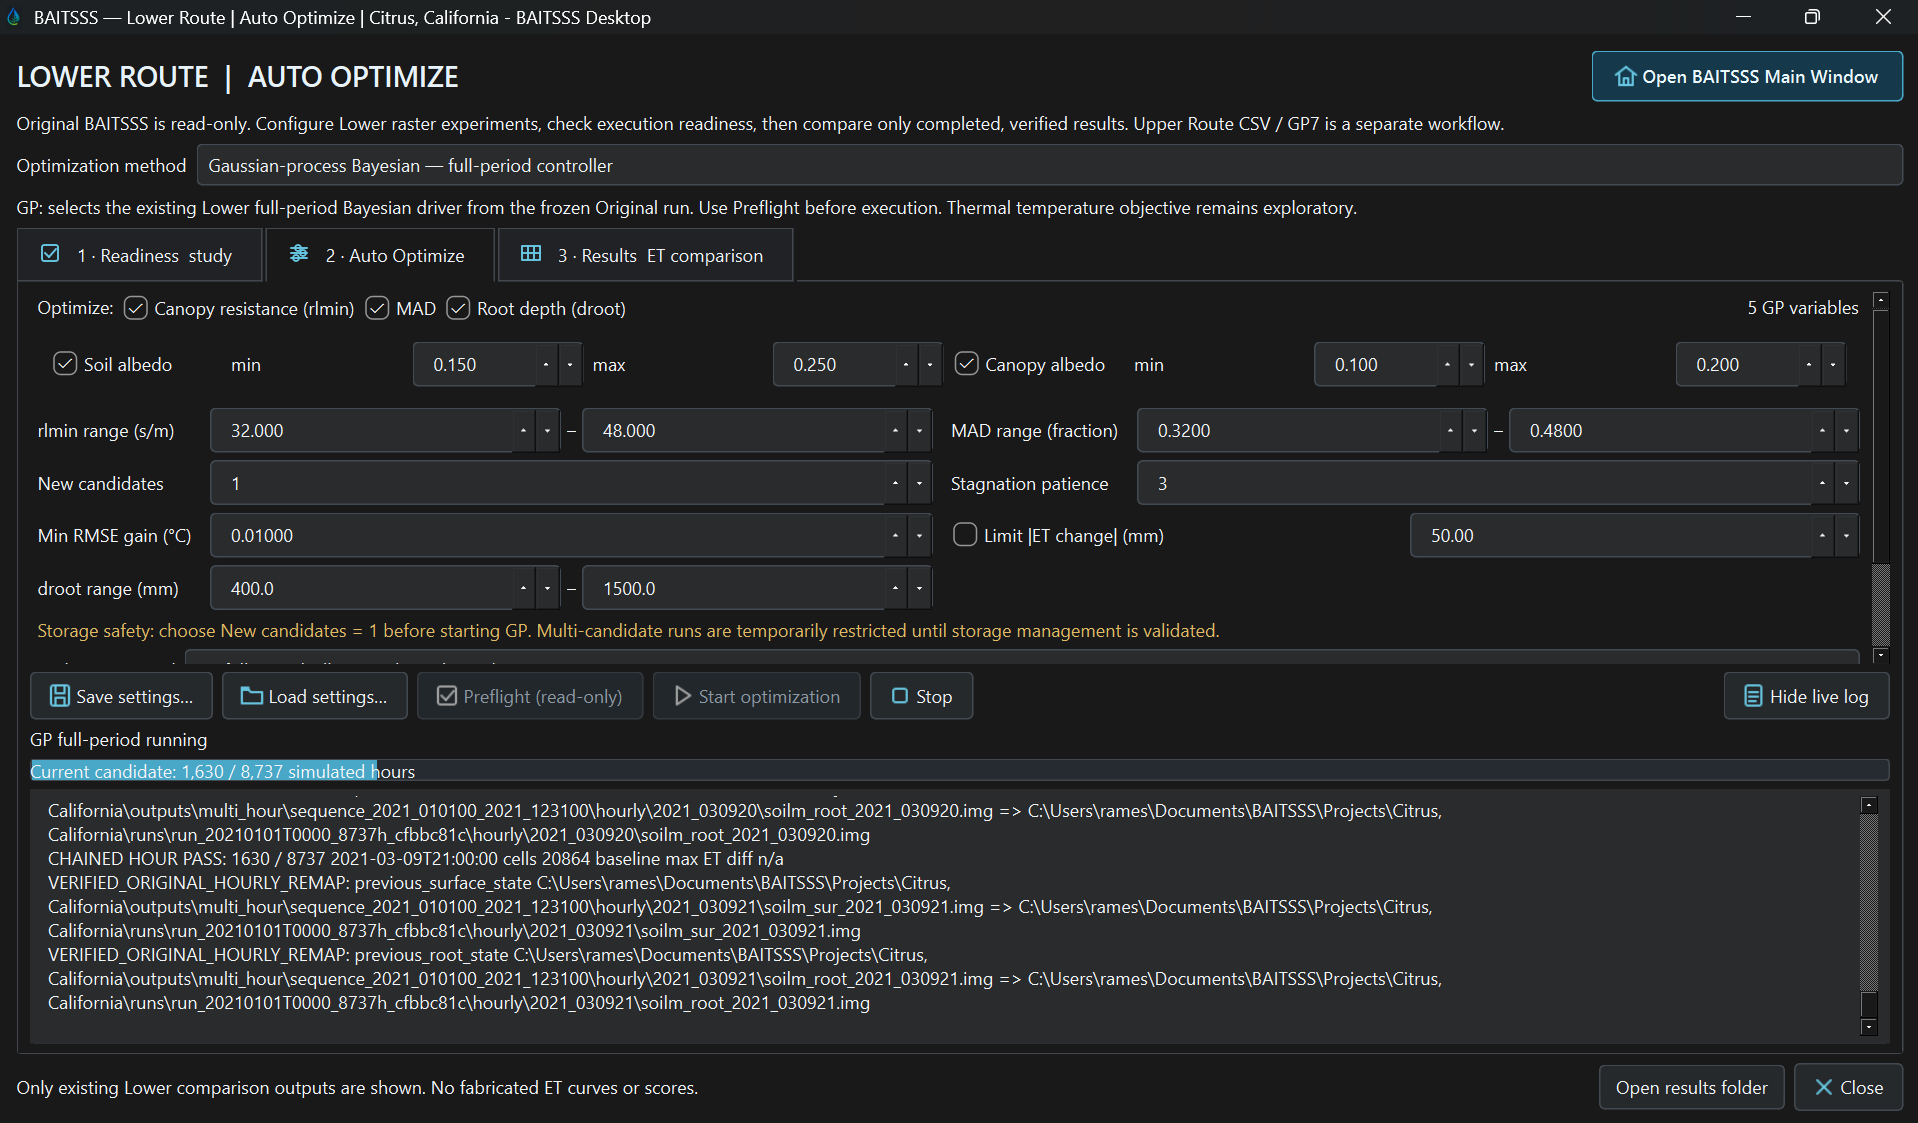 BAITSSS — Lower Route | Auto Optimize | Citrus, California - BAITSSS Desktop
LOWER ROUTE | AUTO OPTIMIZE
Open BAITSSS Main Window
Original BAITSSS is read-only. Configure Lower raster experiments, check execution readiness, then compare only completed, verified results. Upper Route CSV / GP7 is a separate workflow.
Optimization method Gaussian-process Bayesian — full-period controller
GP: selects the existing Lower full-period Bayesian driver from the frozen Original run. Use Preflight before execution. Thermal temperature objective remains exploratory.
1 · Readiness study 2 · Auto Optimize 3 · Results ET comparison
Optimize: Canopy resistance (rlmin) MAD Root depth (droot) 5 GP variables
Soil albedo min 0.150 max 0.250 Canopy albedo min 0.100 max 0.200
rlmin range (s/m) 32.000 – 48.000 MAD range (fraction) 0.3200 – 0.4800
New candidates 1 Stagnation patience 3
Min RMSE gain (°C) 0.01000 Limit |ET change| (mm) 50.00
droot range (mm) 400.0 – 1500.0
Storage safety: choose New candidates = 1 before starting GP. Multi-candidate runs are temporarily restricted until storage management is validated.
Save settings... Load settings... Preflight (read-only) Start optimization Stop Hide live log
GP full-period running
Current candidate: 1,630 / 8,737 simulated hours
California\outputs\multi_hour\sequence_2021_010100_2021_123100\hourly\2021_030920\soilm_root_2021_030920.img => C:\Users\rames\Documents\BAITSSS\Projects\Citrus,
California\runs\run_20210101T0000_8737h_cfbbc81c\hourly\2021_030920\soilm_root_2021_030920.img
CHAINED HOUR PASS: 1630 / 8737 2021-03-09T21:00:00 cells 20864 baseline max ET diff n/a
VERIFIED_ORIGINAL_HOURLY_REMAP: previous_surface_state C:\Users\rames\Documents\BAITSSS\Projects\Citrus,
California\outputs\multi_hour\sequence_2021_010100_2021_123100\hourly\2021_030921\soilm_sur_2021_030921.img => C:\Users\rames\Documents\BAITSSS\Projects\Citrus,
California\runs\run_20210101T0000_8737h_cfbbc81c\hourly\2021_030921\soilm_sur_2021_030921.img
VERIFIED_ORIGINAL_HOURLY_REMAP: previous_root_state C:\Users\rames\Documents\BAITSSS\Projects\Citrus,
California\outputs\multi_hour\sequence_2021_010100_2021_123100\hourly\2021_030921\soilm_root_2021_030921.img => C:\Users\rames\Documents\BAITSSS\Projects\Citrus,
California\runs\run_20210101T0000_8737h_cfbbc81c\hourly\2021_030921\soilm_root_2021_030921.img
Only existing Lower comparison outputs are shown. No fabricated ET curves or scores.
Open results folder Close